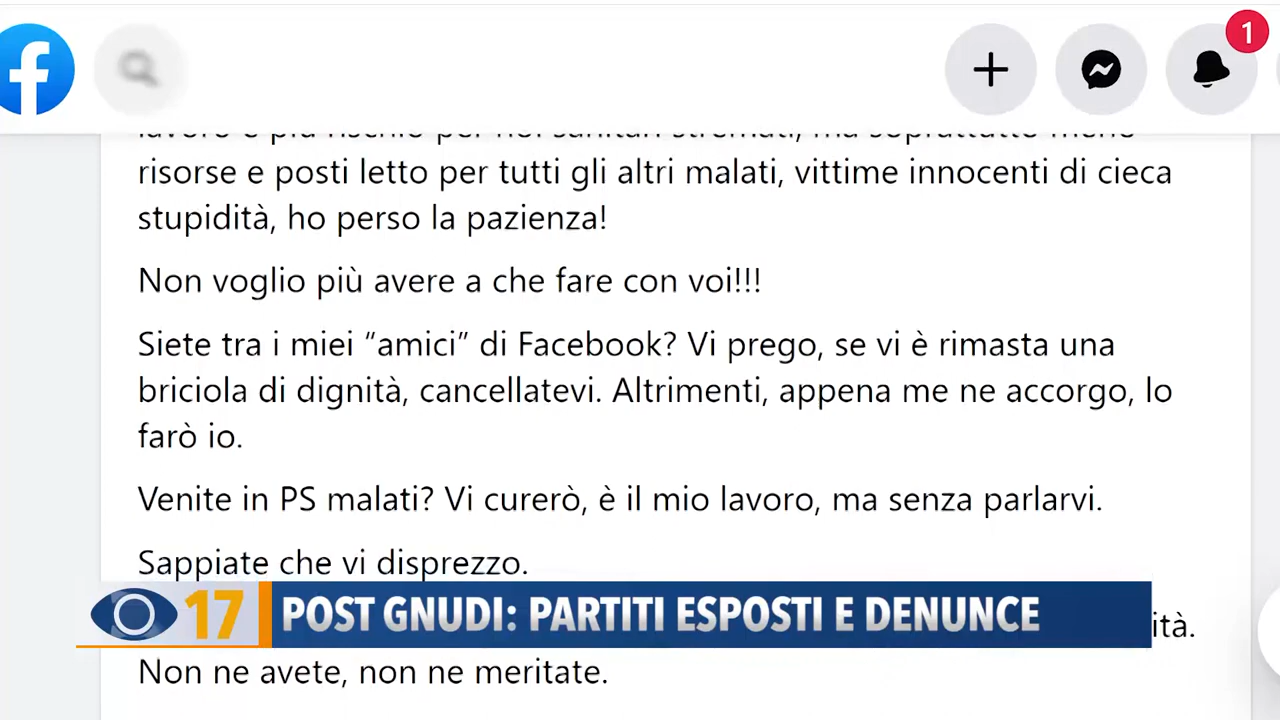 1
risorse e posti letto per tutti gli altri malati, vittime innocenti di cieca
stupidità, ho perso la pazienza!
Non voglio più avere a che fare con voi!!!
Siete tra i miei “amici” di Facebook? Vi prego, se vi è rimasta una
briciola di dignità, cancellatevi. Altrimenti, appena me ne accorgo, lo
farò io.
Venite in PS malati? Vi curerò, è il mio lavoro, ma senza parlarvi.
Sappiate che vi disprezzo.
17 POST GNUDI: PARTITI ESPOSTI E DENUNCE
Non ne avete, non ne meritate.